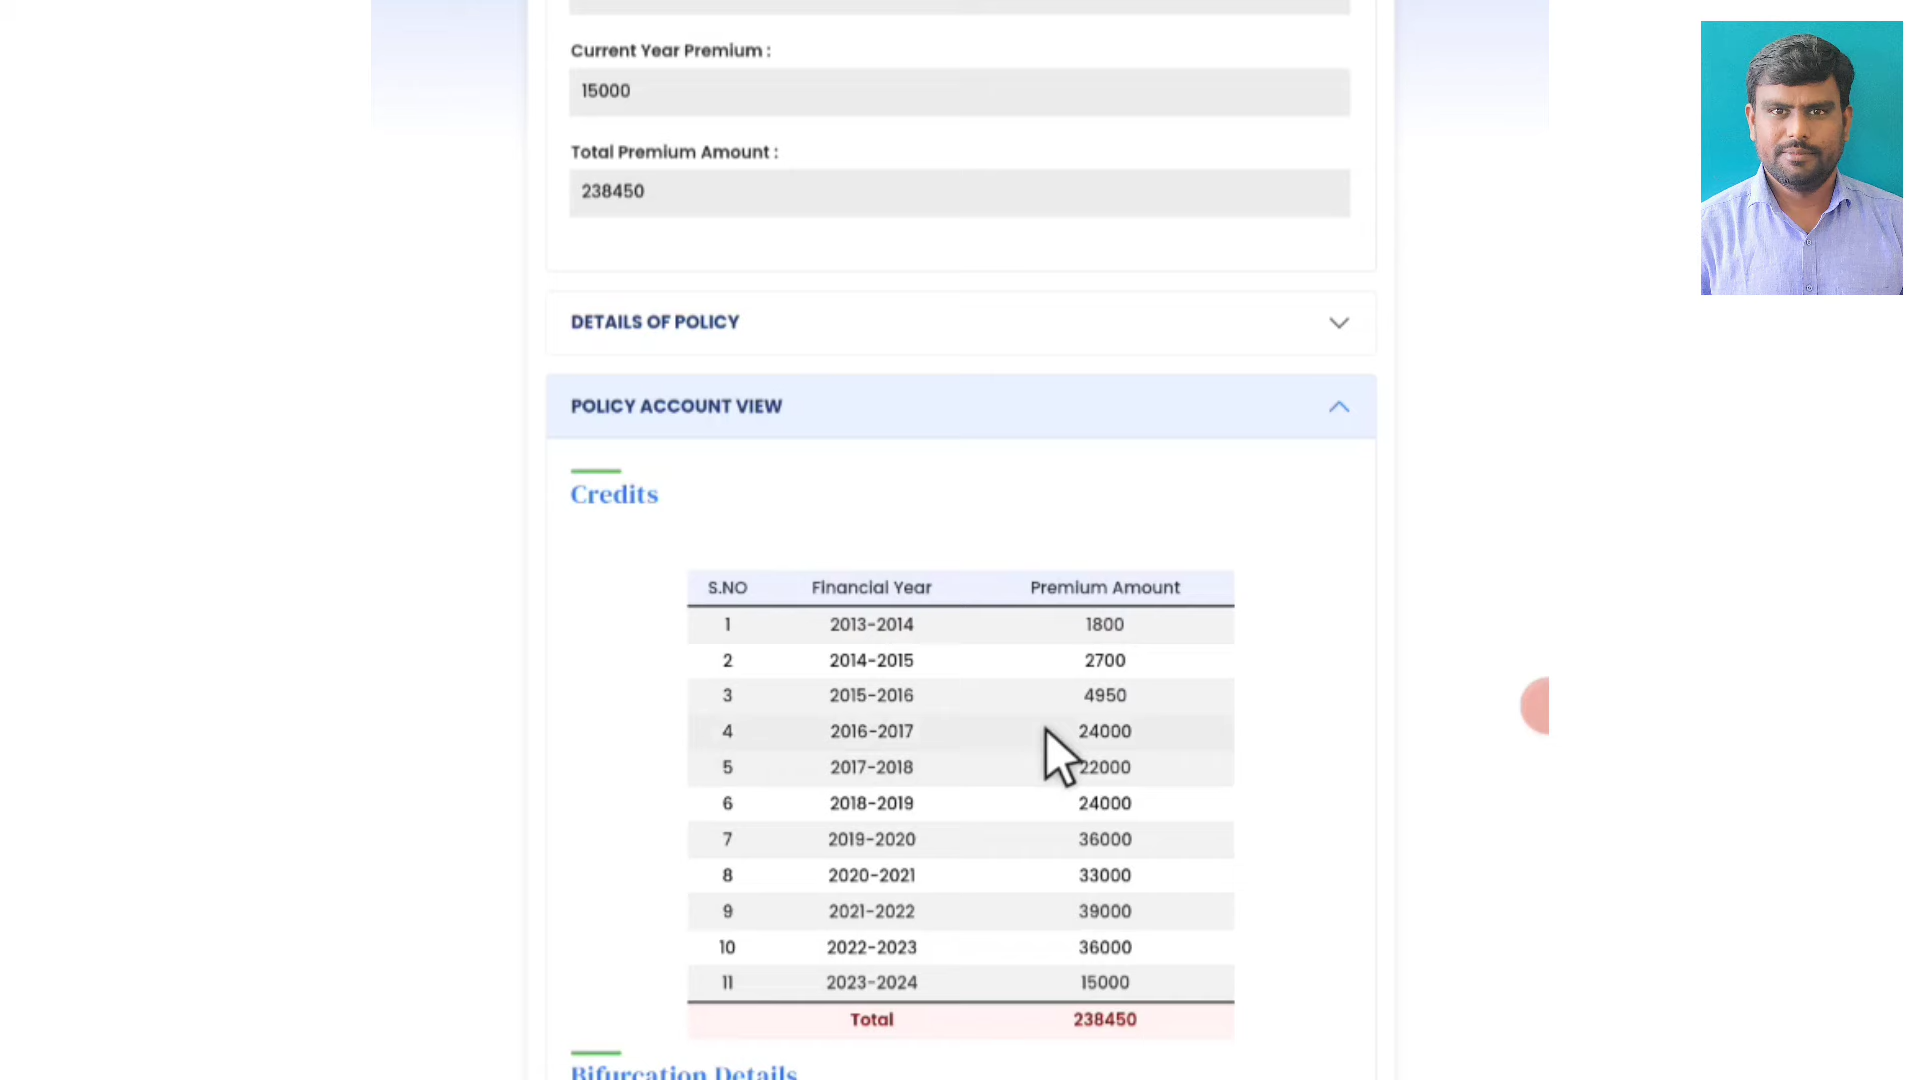 Current Year Premium :
15000
Total Premium Amount :
238450
DETAILS OF POLICY
POLICY ACCOUNT VIEW
Credits
S.NO Financial Year Premium Amount
1 2013-2014 1800
2 2014-2015 2700
3 2015-2016 4950
4 2016-2017 24000
5 2017-2018 22000
6 2018-2019 24000
7 2019-2020 36000
8 2020-2021 33000
9 2021-2022 39000
10 2022-2023 36000
11 2023-2024 15000
Total 238450
Bifurcation Details